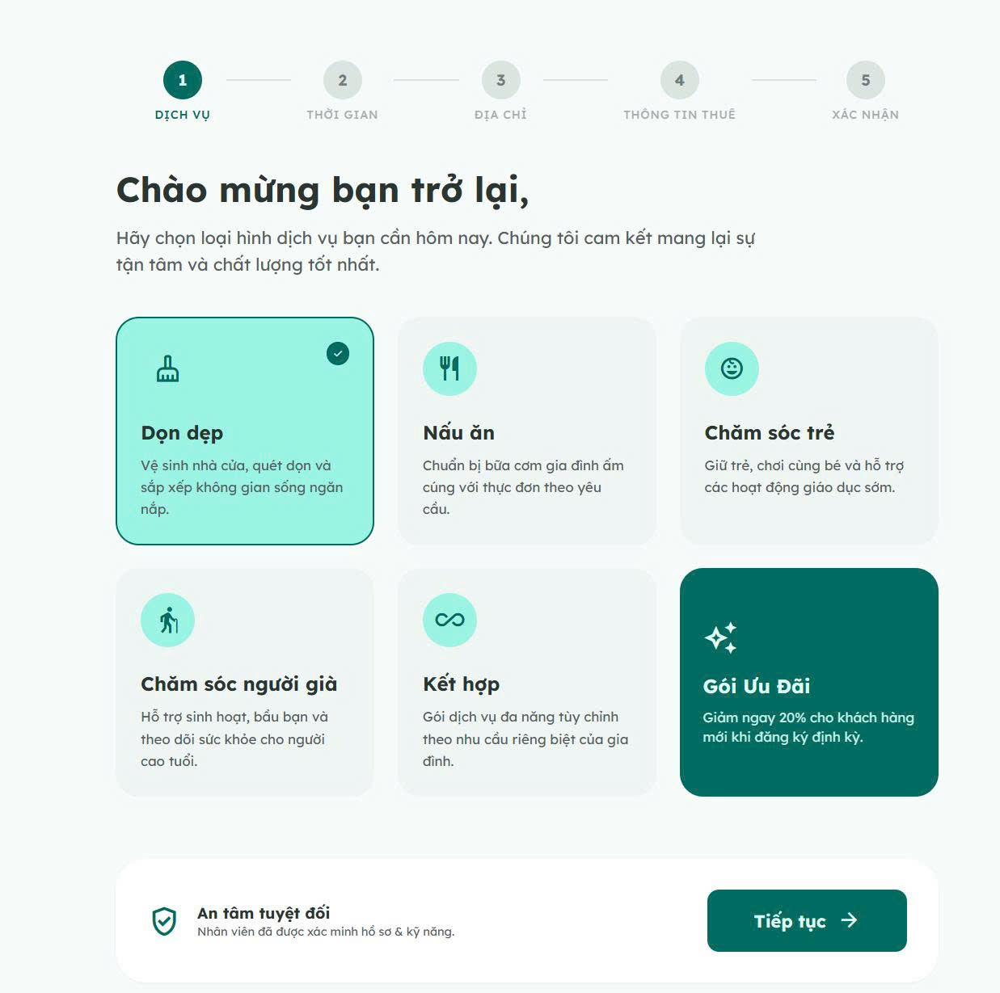 1
2
3
4
5
DỊCH VỤ
THỜI GIAN
ĐỊA CHỈ
THÔNG TIN THUÊ
XÁC NHẬN
Chào mừng bạn trở lại,
Hãy chọn loại hình dịch vụ bạn cần hôm nay. Chúng tôi cam kết mang lại sự
tận tâm và chất lượng tốt nhất.
Dọn dẹp
Vệ sinh nhà cửa, quét dọn và
sắp xếp không gian sống ngăn
nắp.
Nấu ăn
Chuẩn bị bữa cơm gia đình ấm
cúng với thực đơn theo yêu
cầu.
Chăm sóc trẻ
Giữ trẻ, chơi cùng bé và hỗ trợ
các hoạt động giáo dục sớm.
Chăm sóc người già
Hỗ trợ sinh hoạt, bầu bạn và
theo dõi sức khỏe cho người
cao tuổi.
Kết hợp
Gói dịch vụ đa năng tùy chỉnh
theo nhu cầu riêng biệt của gia
đình.
Gói Ưu Đãi
Giảm ngay 20% cho khách hàng
mới khi đăng ký định kỳ.
An tâm tuyệt đối
Nhân viên đã được xác minh hồ sơ & kỹ năng.
Tiếp tục